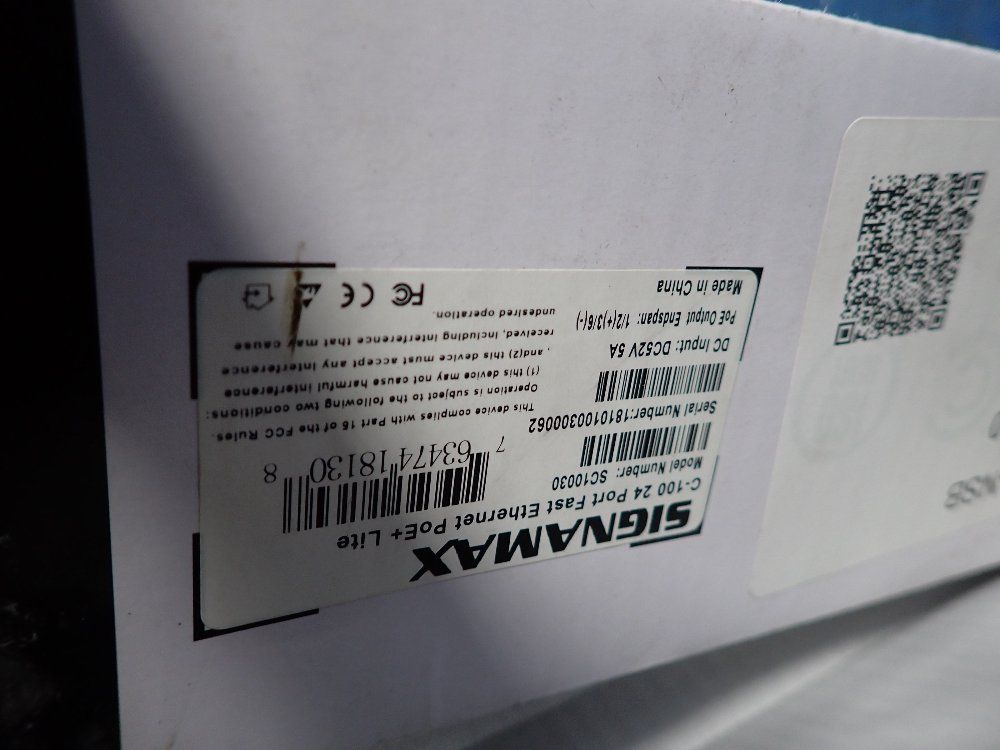 SIGNAMAX
C-100 24 Port Fast Ethernet PoE+ Lite
Model Number: SC10030
Serial Number:1810100300062
DC Input: DC52V 5A
PoE Output Endspan: 1/2(+)3/6(-)
Made in China
7 63474 18130 8
This device complies with Part 15 of the FCC Rules.
Operation is subject to the following two conditions:
(1) this device may not cause harmful interference
, and(2) this device must accept any interference
received, including interference that may cause
undesired operation.
FC CE